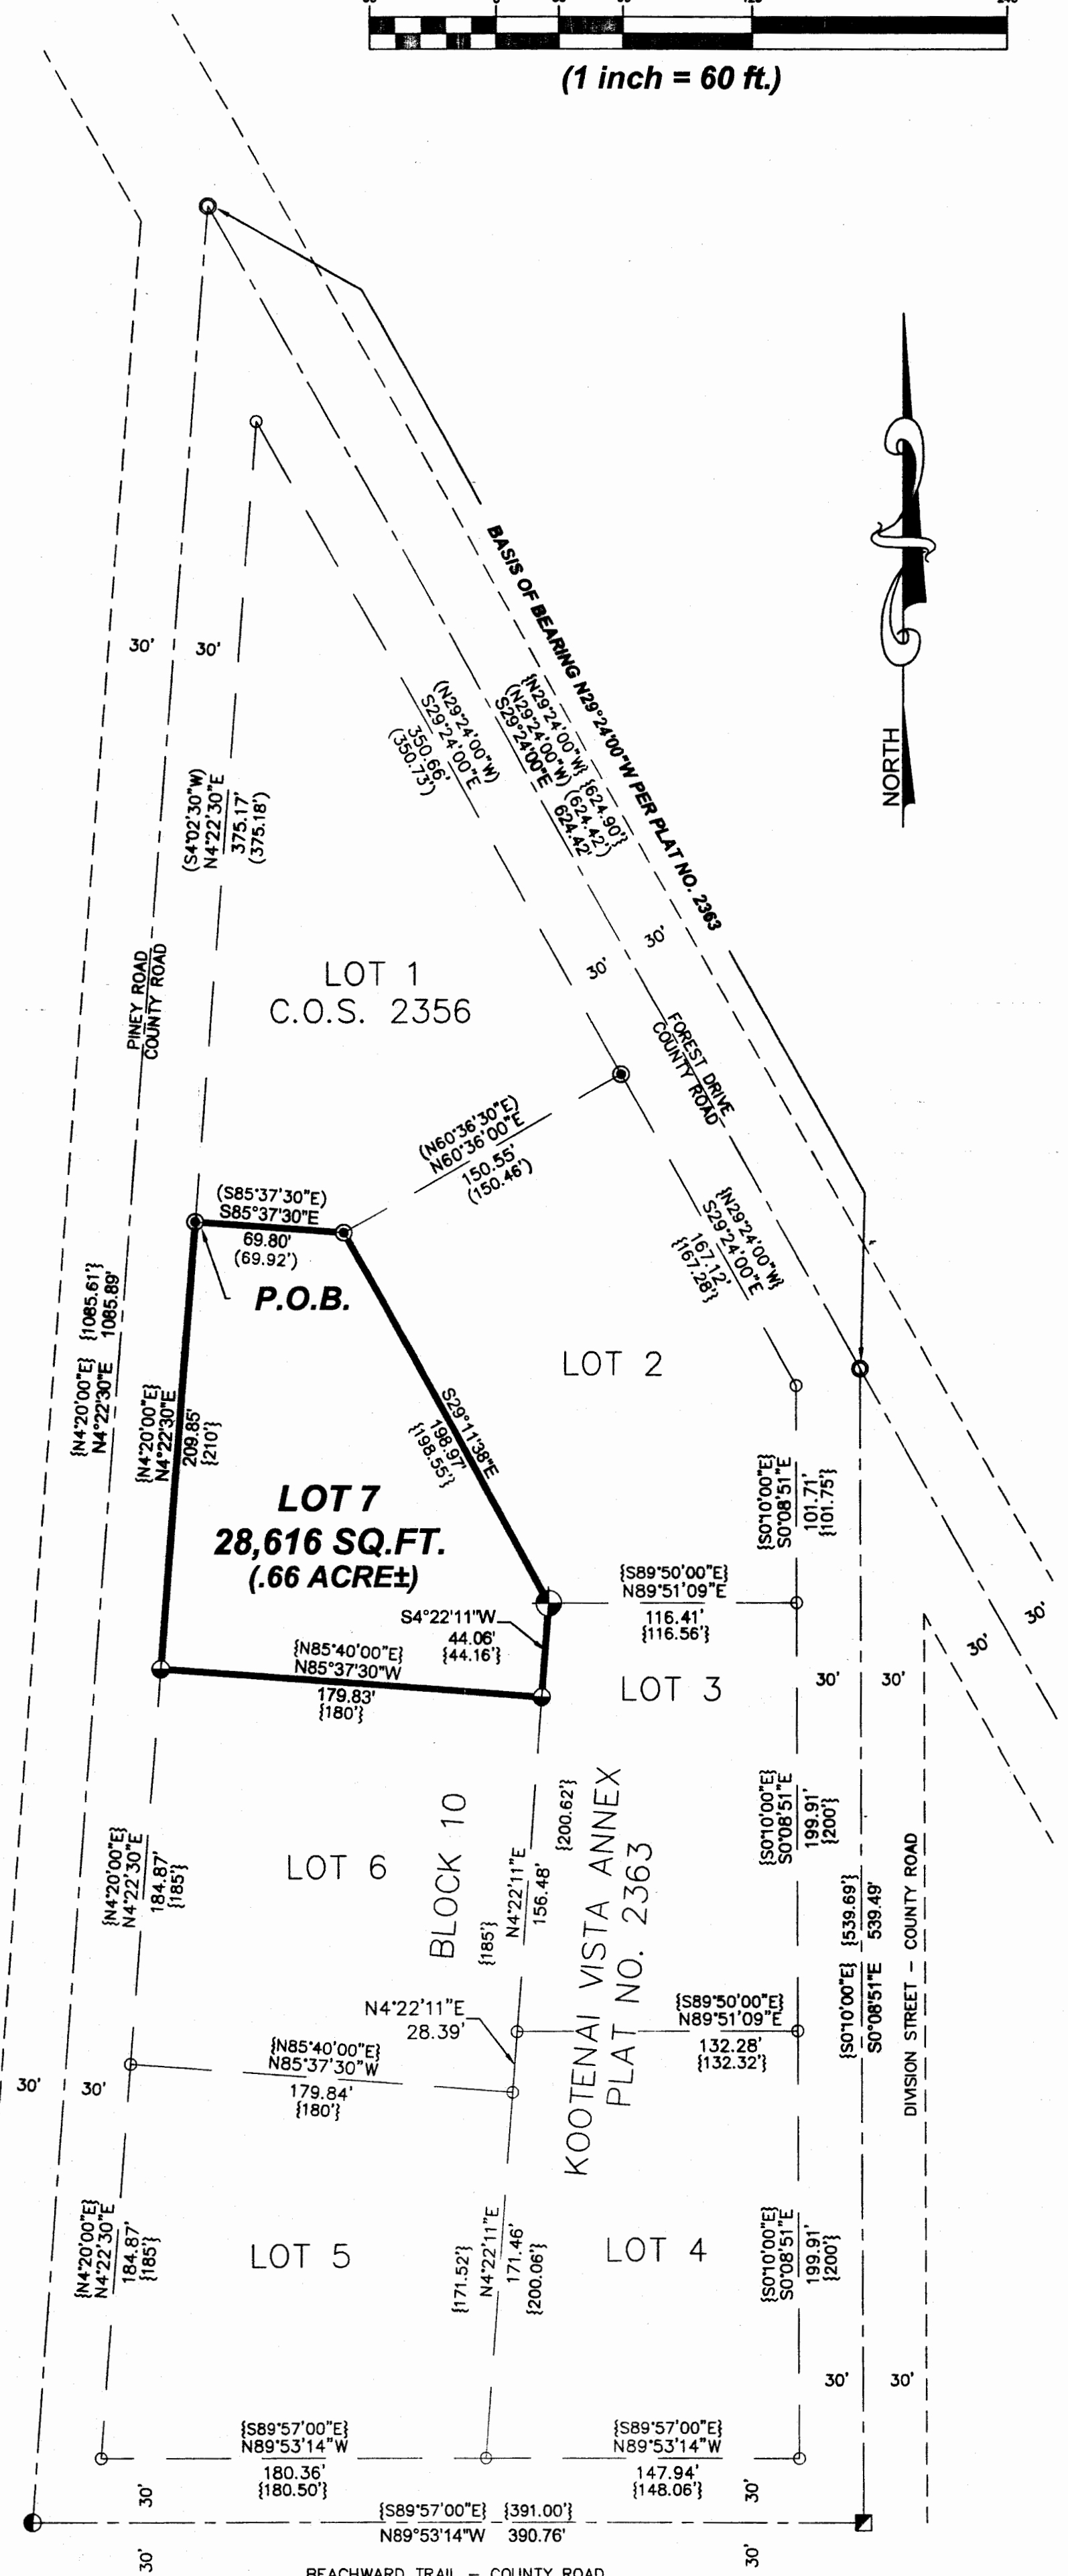 (1 inch = 60 ft.)
BASIS OF BEARING N29°24'00"W PER PLAT NO. 2363
NORTH
30'
30'
(N29°24'00"W)
S29°24'00"E
350.66'
(350.73')
{N29°24'00"W} {624.90'}
(N29°24'00"W) (624.42')
S29°24'00"E 624.42'
(S4°02'30"W)
N4°22'30"E
375.17'
(375.18')
30'
30'
LOT 1
C.O.S. 2356
PINEY ROAD
COUNTY ROAD
FOREST DRIVE
COUNTY ROAD
(N60°36'30"E)
N60°36'00"E
150.55'
(150.46')
(S85°37'30"E)
S85°37'30"E
69.80'
(69.92')
P.O.B.
{N29°24'00"W}
S29°24'00"E
167.12'
{167.28'}
{N4°20'00"E} {1085.61'}
N4°22'30"E 1085.89'
LOT 2
{N4°20'00"E}
N4°22'30"E
209.85'
{210'}
S29°11'38"E
198.97'
{198.55'}
LOT 7
28,616 SQ.FT.
(.66 ACRE±)
{S0°10'00"E}
S0°08'51"E
101.71'
{101.75'}
{S89°50'00"E}
N89°51'09"E
116.41'
{116.56'}
S4°22'11"W
44.06'
{44.16'}
{N85°40'00"E}
N85°37'30"W
179.83'
{180'}
LOT 3
30'
30'
30'
30'
{N4°20'00"E}
N4°22'30"E
184.87'
{185'}
LOT 6
BLOCK 10
{185'}
N4°22'11"E
156.48'
{200.62'}
KOOTENAI VISTA ANNEX
PLAT NO. 2363
{S0°10'00"E}
S0°08'51"E
199.91'
{200'}
{S0°10'00"E} {539.69'}
S0°08'51"E 539.49'
DIVISION STREET - COUNTY ROAD
N4°22'11"E
28.39'
{S89°50'00"E}
N89°51'09"E
132.28'
{132.32'}
{N85°40'00"E}
N85°37'30"W
179.84'
{180'}
30'
30'
{N4°20'00"E}
N4°22'30"E
184.87'
{185'}
LOT 5
{171.52'}
N4°22'11"E
171.46'
{200.06'}
LOT 4
{S0°10'00"E}
S0°08'51"E
199.91'
{200'}
30'
30'
{S89°57'00"E}
N89°53'14"W
180.36'
{180.50'}
{S89°57'00"E}
N89°53'14"W
147.94'
{148.06'}
30'
30'
{S89°57'00"E} {391.00'}
N89°53'14"W 390.76'
30'
30'
BEACHWARD TRAIL - COUNTY ROAD